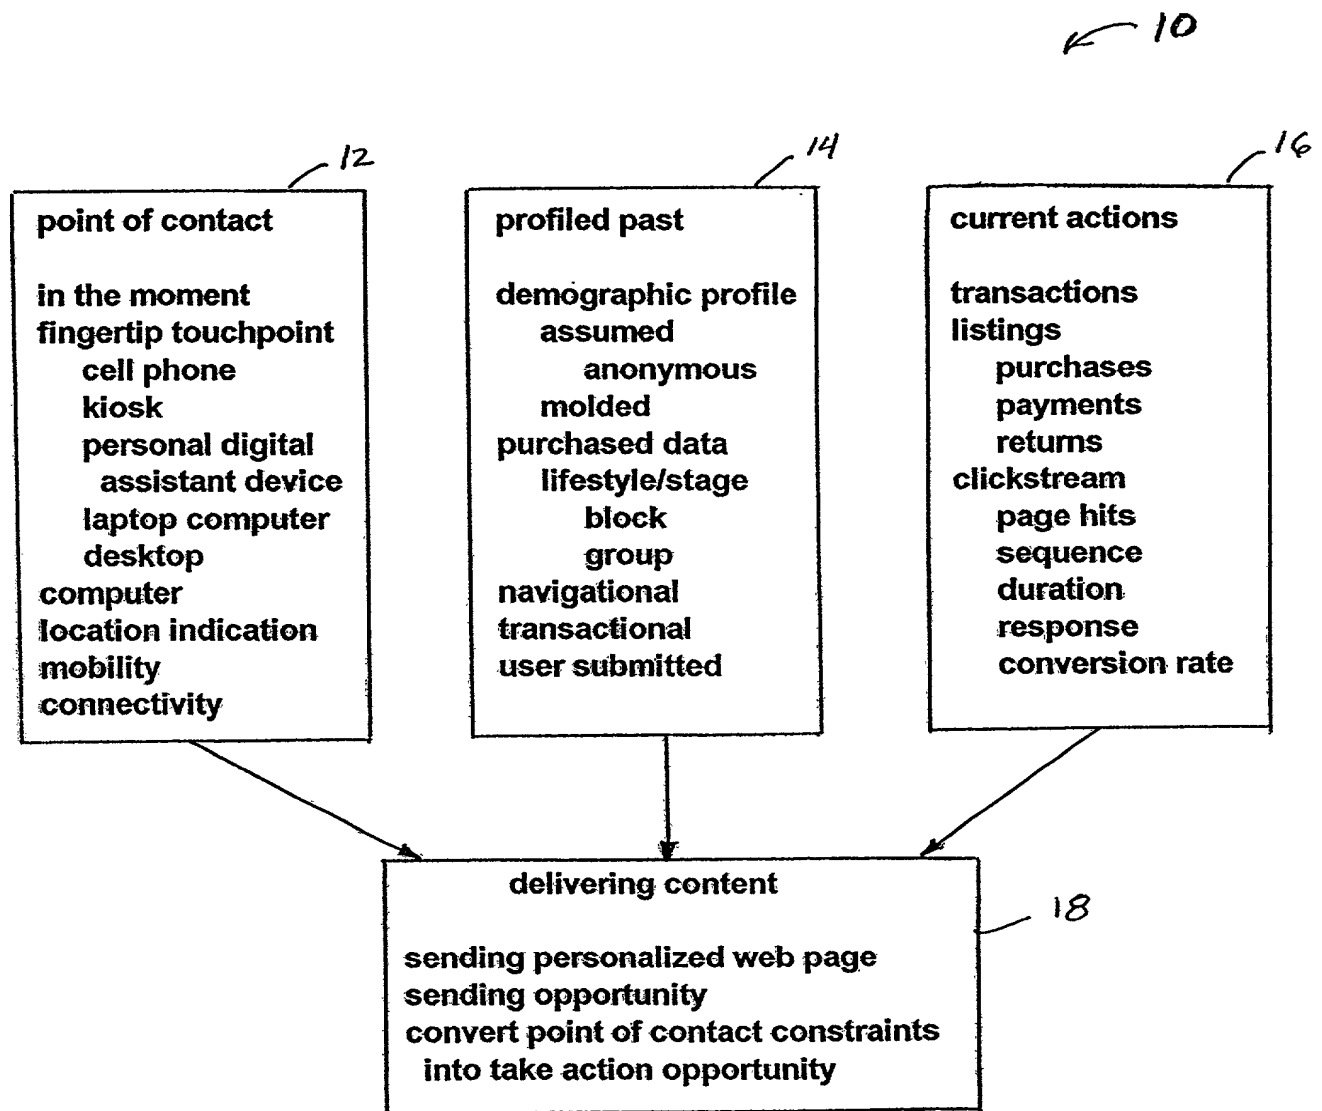 10
12
point of contact
in the moment
fingertip touchpoint
cell phone
kiosk
personal digital
assistant device
laptop computer
desktop
computer
location indication
mobility
connectivity
14
profiled past
demographic profile
assumed
anonymous
molded
purchased data
lifestyle/stage
block
group
navigational
transactional
user submitted
16
current actions
transactions
listings
purchases
payments
returns
clickstream
page hits
sequence
duration
response
conversion rate
delivering content
18
sending personalized web page
sending opportunity
convert point of contact constraints
into take action opportunity